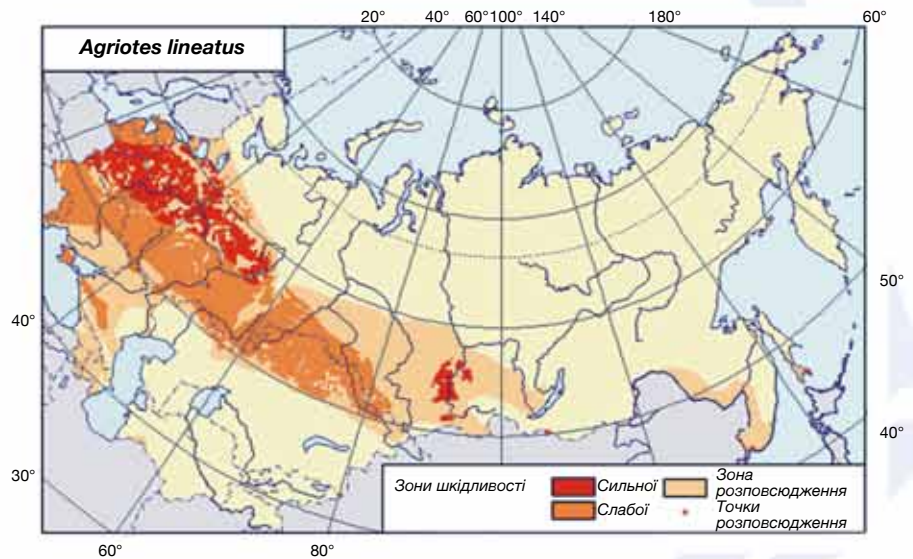 20° 40° 60° 100° 140° 180° 60°
Agriotes lineatus
50°
40°
40°
30°
Зони шкідливості
Сильної
Слабої
Зона
розповсюдження
Точки
розповсюдження
60° 80°